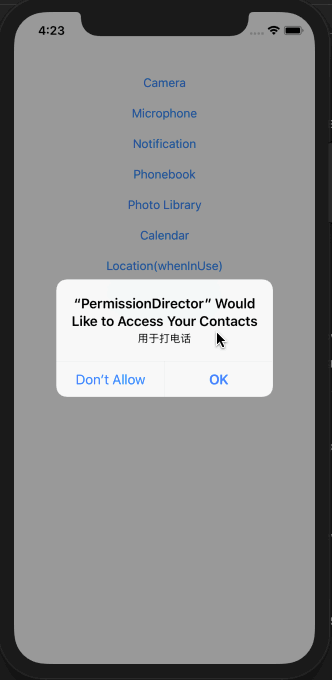 4:23
Camera
Microphone
Notification
Phonebook
Photo Library
Calendar
Location(whenInUse)
“PermissionDirector” Would
Like to Access Your Contacts
用于打电话
Don’t Allow
OK